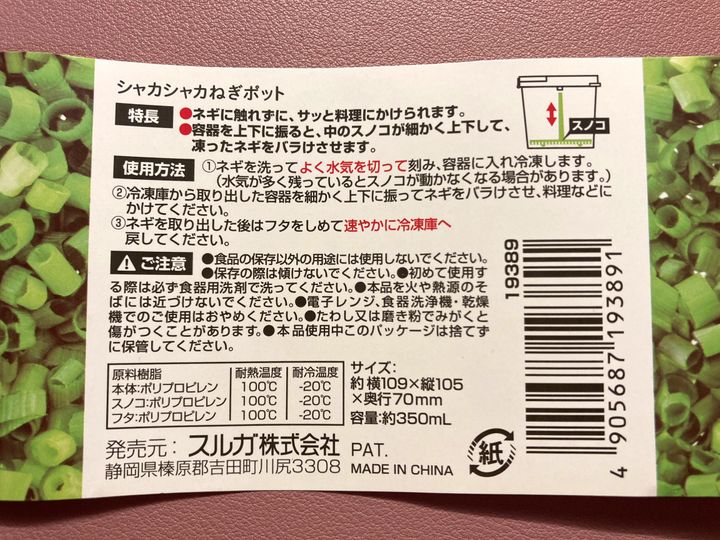 シャカシャカねぎポット
特長 ●ネギに触れずに、サッと料理にかけられます。
●容器を上下に振ると、中のスノコが細かく上下して、
凍ったネギをバラけさせます。
スノコ
使用方法 ①ネギを洗ってよく水気を切って刻み、容器に入れ冷凍します。
(水気が多く残っているとスノコが動かなくなる場合があります。)
②冷凍庫から取り出した容器を細かく上下に振ってネギをバラけさせ、料理などに
かけてください。
③ネギを取り出した後はフタをしめて速やかに冷凍庫へ
戻してください。
ご注意 ●食品の保存以外の用途には使用しないでください。
●保存の際は傾けないでください。●初めて使用す
る際は必ず食器用洗剤で洗ってください。●本品を火や熱源のそ
ばには近づけないでください。●電子レンジ、食器洗浄機・乾燥
機でのご使用はおやめください。●たわし又は磨き粉でみがくと
傷がつくことがあります。●本品使用中このパッケージは捨てず
に保管してください。
原料樹脂 耐熱温度 耐冷温度
本体:ポリプロピレン 100℃ -20℃
スノコ:ポリプロピレン 100℃ -20℃
フタ:ポリプロピレン 100℃ -20℃
サイズ:
約 横109×縦105
×奥行70mm
容量:約350mL
発売元: スルガ株式会社 PAT.
静岡県榛原郡吉田町川尻3308 MADE IN CHINA
紙
19389
4 905687 193891